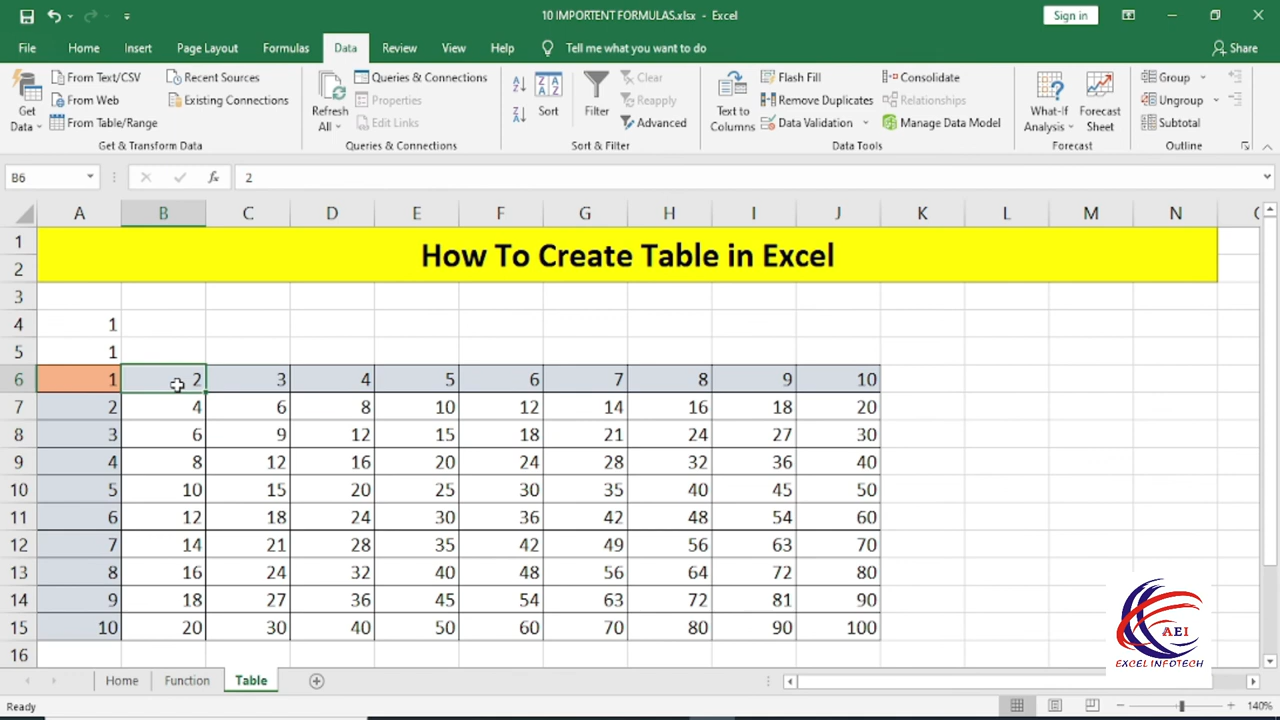 10 IMPORTENT FORMULAS.xlsx - Excel
Sign in
File Home Insert Page Layout Formulas Data Review View Help Tell me what you want to do Share
Get Data
From Text/CSV
From Web
From Table/Range
Recent Sources
Existing Connections
Get & Transform Data
Refresh All
Queries & Connections
Properties
Edit Links
Queries & Connections
Sort
Filter
Clear
Reapply
Advanced
Sort & Filter
Text to Columns
Flash Fill
Remove Duplicates
Data Validation
Consolidate
Relationships
Manage Data Model
Data Tools
What-If Analysis
Forecast Sheet
Forecast
Group
Ungroup
Subtotal
Outline
B6 fx 2
A B C D E F G H I J K L M N
1
How To Create Table in Excel
2
3
4 1
5 1
6 1 2 3 4 5 6 7 8 9 10
7 2 4 6 8 10 12 14 16 18 20
8 3 6 9 12 15 18 21 24 27 30
9 4 8 12 16 20 24 28 32 36 40
10 5 10 15 20 25 30 35 40 45 50
11 6 12 18 24 30 36 42 48 54 60
12 7 14 21 28 35 42 49 56 63 70
13 8 16 24 32 40 48 56 64 72 80
14 9 18 27 36 45 54 63 72 81 90
15 10 20 30 40 50 60 70 80 90 100
16
AEI
EXCEL INFOTECH
Home Function Table
Ready 140%